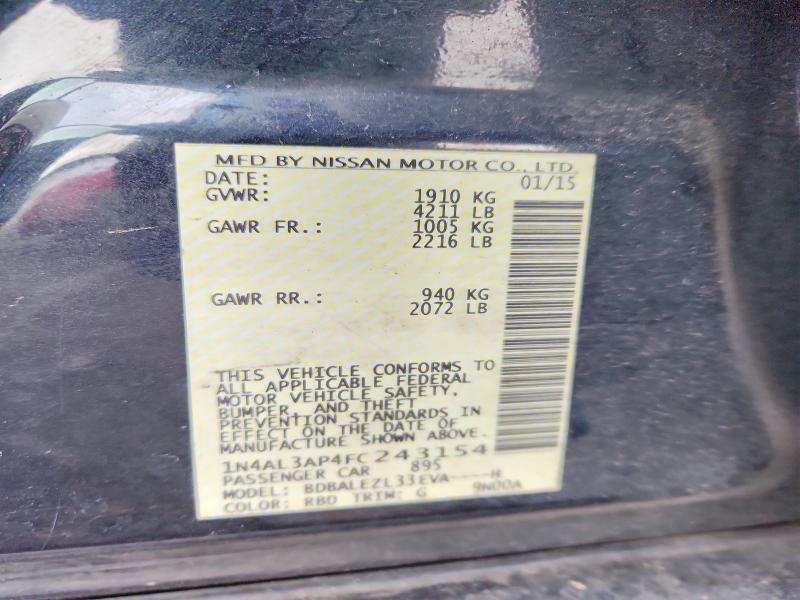 MFD BY NISSAN MOTOR CO., LTD.
DATE: 01/15
GVWR: 1910 KG
4211 LB
GAWR FR.: 1005 KG
2216 LB
GAWR RR.: 940 KG
2072 LB
THIS VEHICLE CONFORMS TO
ALL APPLICABLE FEDERAL
MOTOR VEHICLE SAFETY,
BUMPER, AND THEFT
PREVENTION STANDARDS IN
EFFECT ON THE DATE OF
MANUFACTURE SHOWN ABOVE.
1N4AL3AP4FC243154
PASSENGER CAR 895
MODEL: BDBALEZL33EVA----H
COLOR: RBD TRIM: G 9N00A